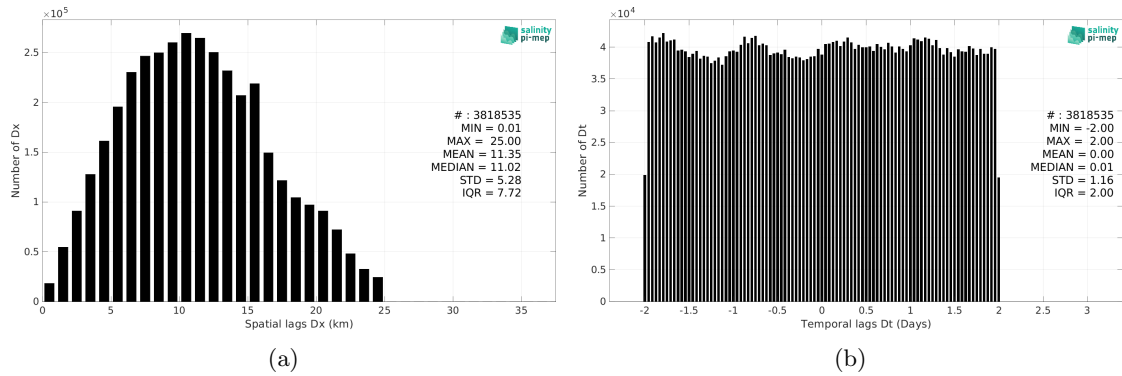 ×10⁵
2.5
2
1.5
1
0.5
0
0 5 10 15 20 25 30 35
Number of Dx
Spatial lags Dx (km)
salinity
pi-mep
# : 3818535
MIN = 0.01
MAX = 25.00
MEAN = 11.35
MEDIAN = 11.02
STD = 5.28
IQR = 7.72
(a)
×10⁴
4
3.5
3
2.5
2
1.5
1
0.5
0
-2 -1.5 -1 -0.5 0 0.5 1 1.5 2 2.5 3
Number of Dt
Temporal lags Dt (Days)
salinity
pi-mep
# : 3818535
MIN = -2.00
MAX = 2.00
MEAN = 0.00
MEDIAN = 0.01
STD = 1.16
IQR = 2.00
(b)